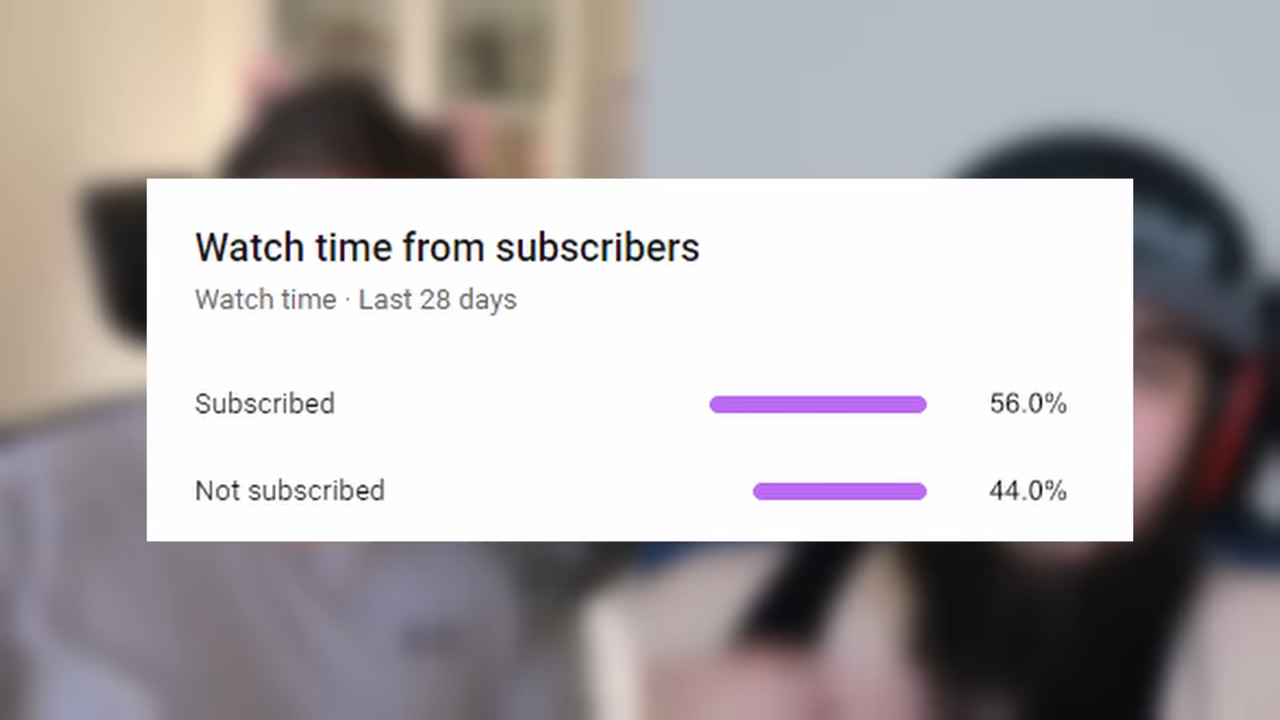 Watch time from subscribers
Watch time · Last 28 days
Subscribed 56.0%
Not subscribed 44.0%